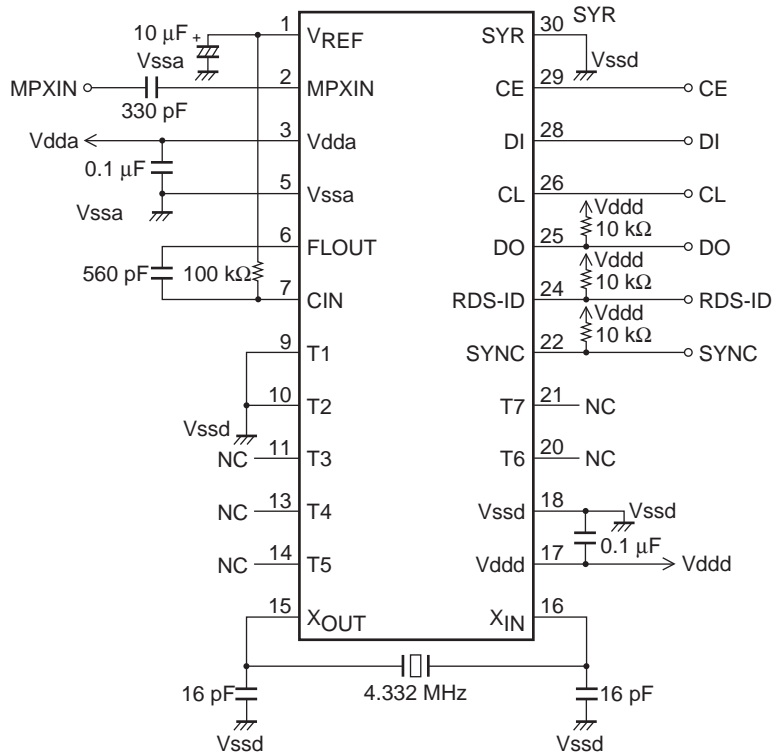 SYR
10 µF +
1
VREF
SYR
30
Vssa
Vssd
MPXIN
2
MPXIN
CE
29
CE
330 pF
Vdda
3
Vdda
DI
28
DI
0.1 µF
5
Vssa
CL
26
CL
Vssa
Vddd
10 kΩ
6
FLOUT
DO
25
DO
560 pF
100 kΩ
Vddd
10 kΩ
7
CIN
RDS-ID
24
RDS-ID
Vddd
10 kΩ
9
T1
SYNC
22
SYNC
10
T2
T7
21
NC
Vssd
NC
11
T3
T6
20
NC
NC
13
T4
Vssd
18
Vssd
0.1 µF
NC
14
T5
Vddd
17
Vddd
15
XOUT
XIN
16
16 pF
4.332 MHz
16 pF
Vssd
Vssd